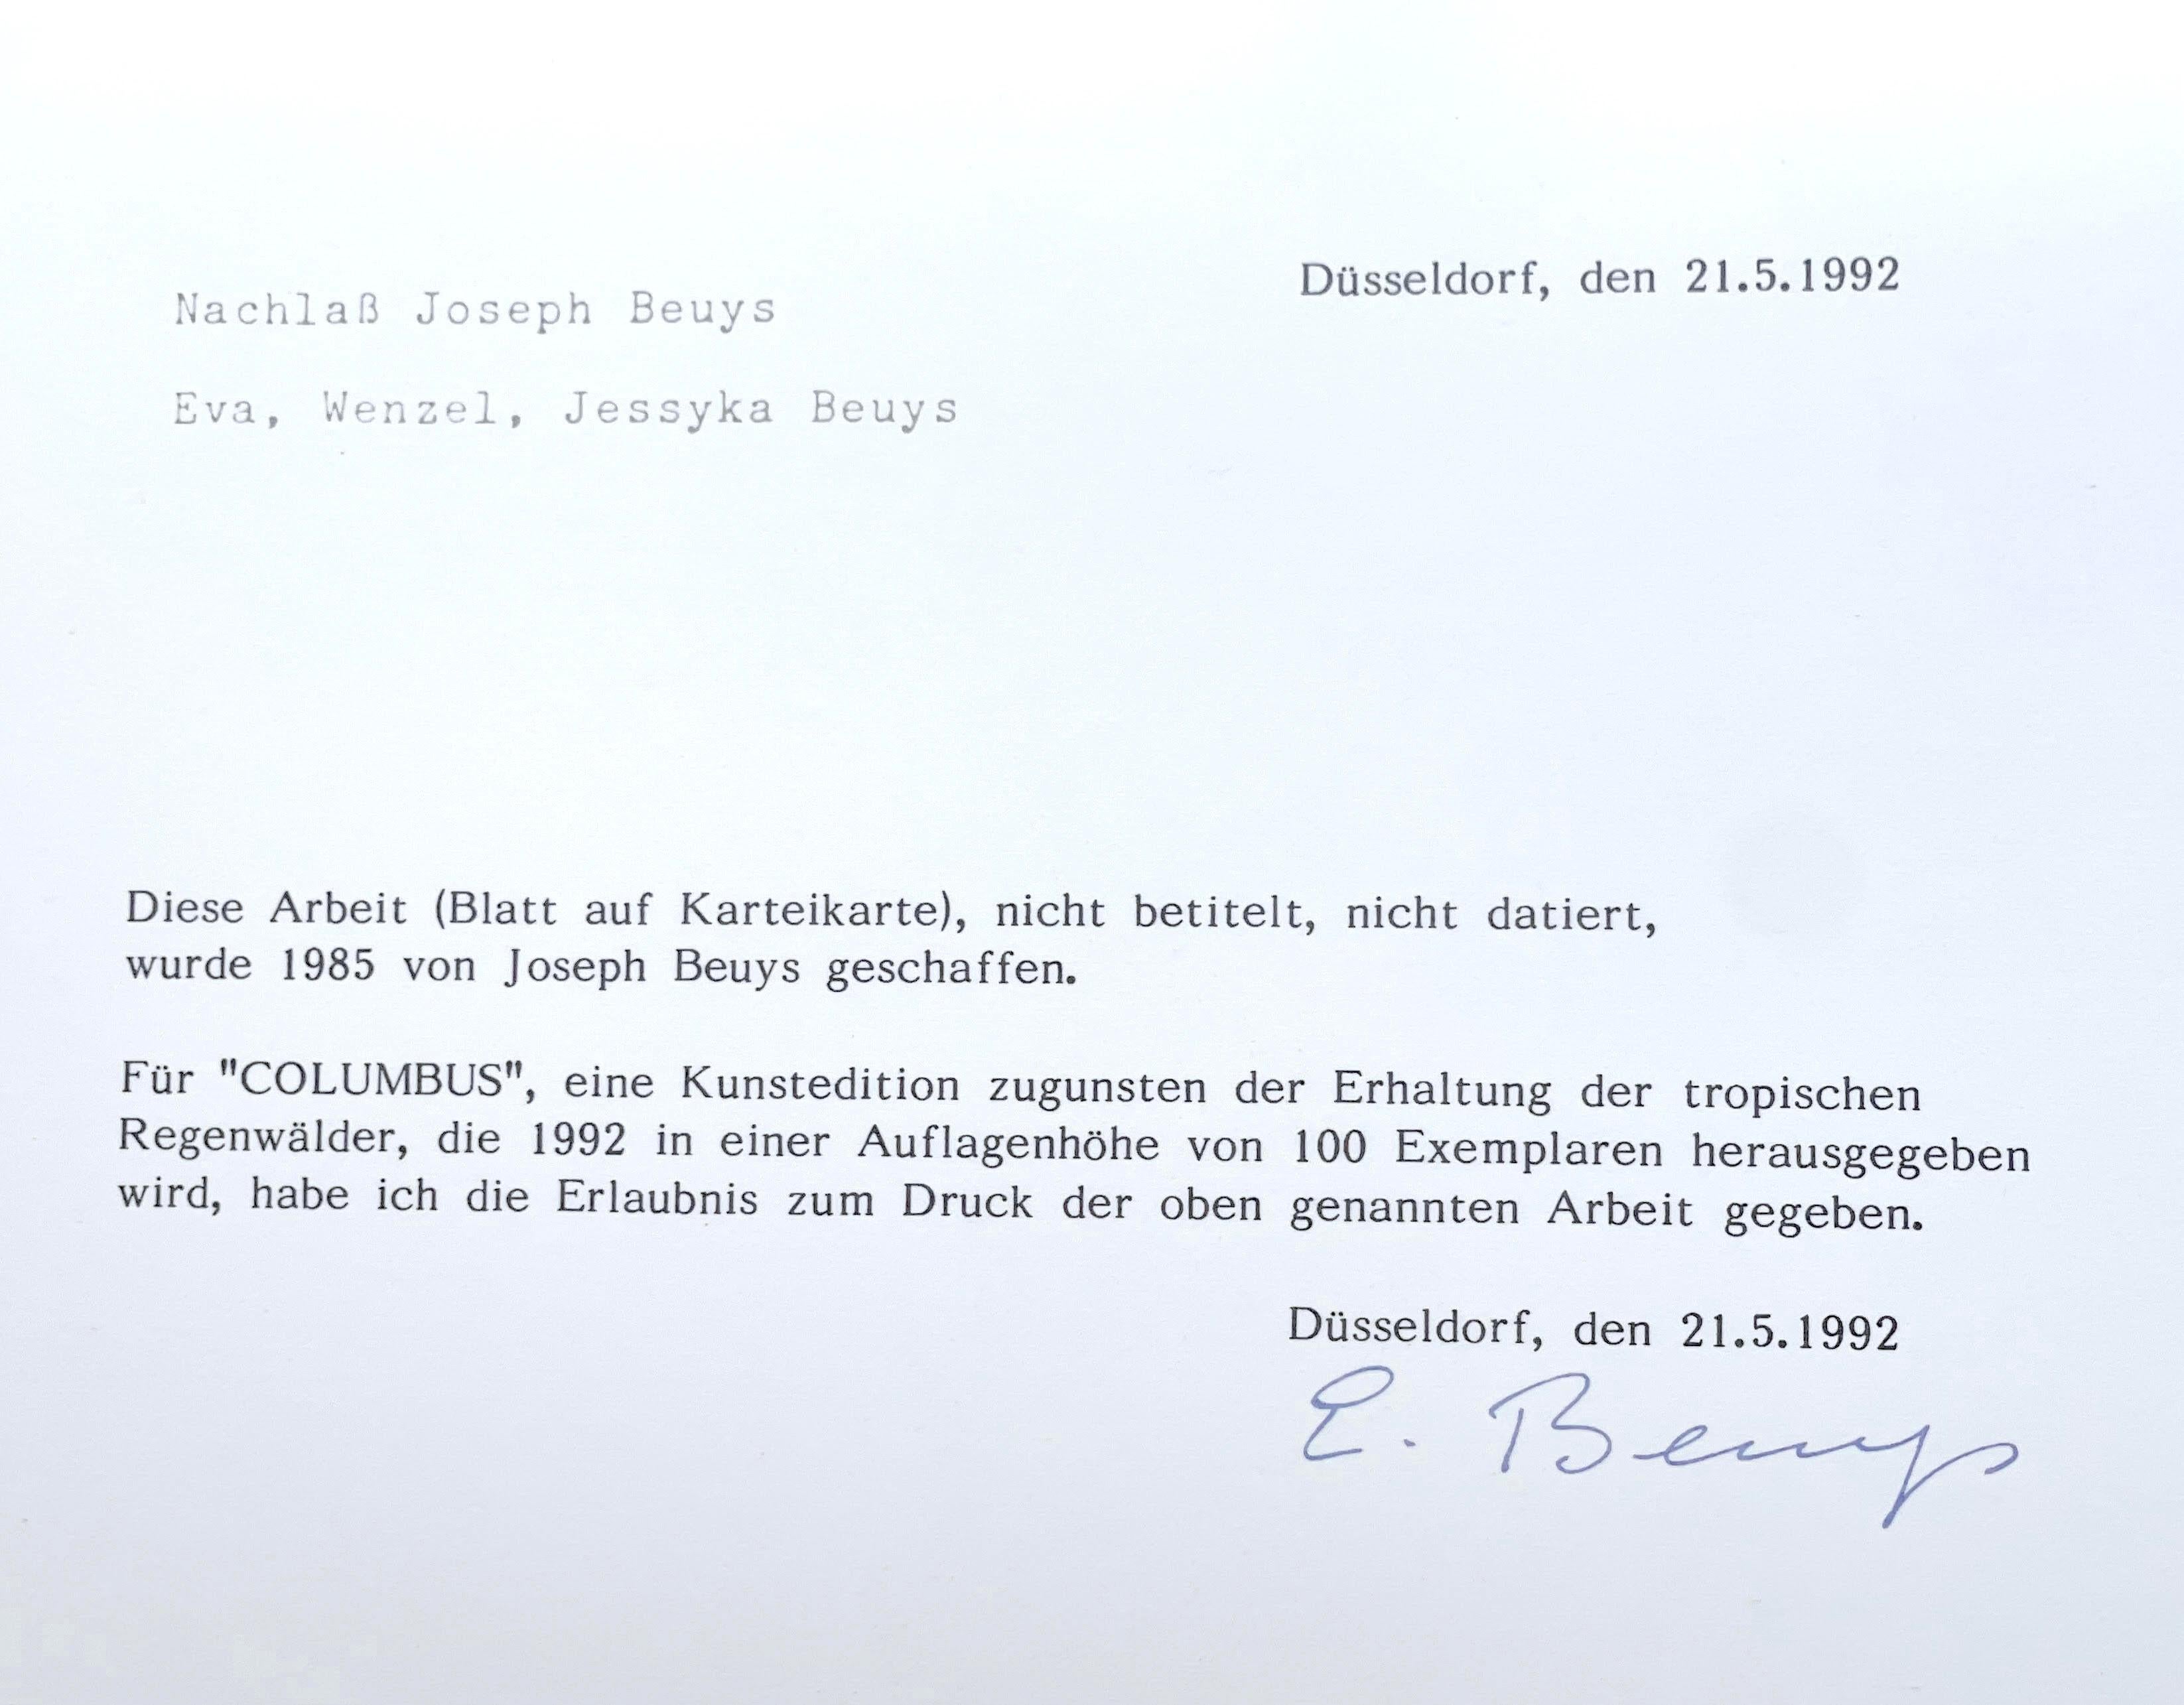 Düsseldorf, den 21.5.1992
Nachlaß Joseph Beuys
Eva, Wenzel, Jessyka Beuys
Diese Arbeit (Blatt auf Karteikarte), nicht betitelt, nicht datiert,
wurde 1985 von Joseph Beuys geschaffen.
Für "COLUMBUS", eine Kunstedition zugunsten der Erhaltung der tropischen
Regenwälder, die 1992 in einer Auflagenhöhe von 100 Exemplaren herausgegeben
wird, habe ich die Erlaubnis zum Druck der oben genannten Arbeit gegeben.
Düsseldorf, den 21.5.1992
E. Beuys